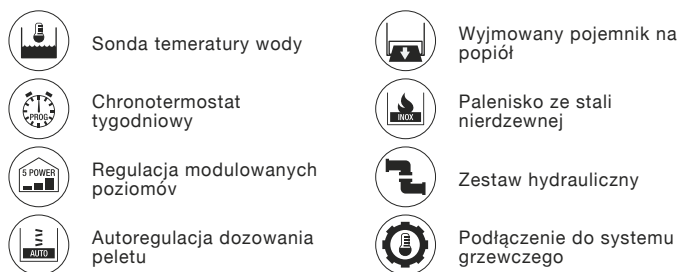 Sonda temeratury wody
PROG
Chronotermostat
tygodniowy
5 POWER
Regulacja modulowanych
poziomóv
AUTO
Autoregulacja dozowania
peletu
Wyjmowany pojemnik na
popiół
INOX
Palenisko ze stali
nierdzewnej
Zestaw hydrauliczny
Podłączenie do systemu
grzewczego